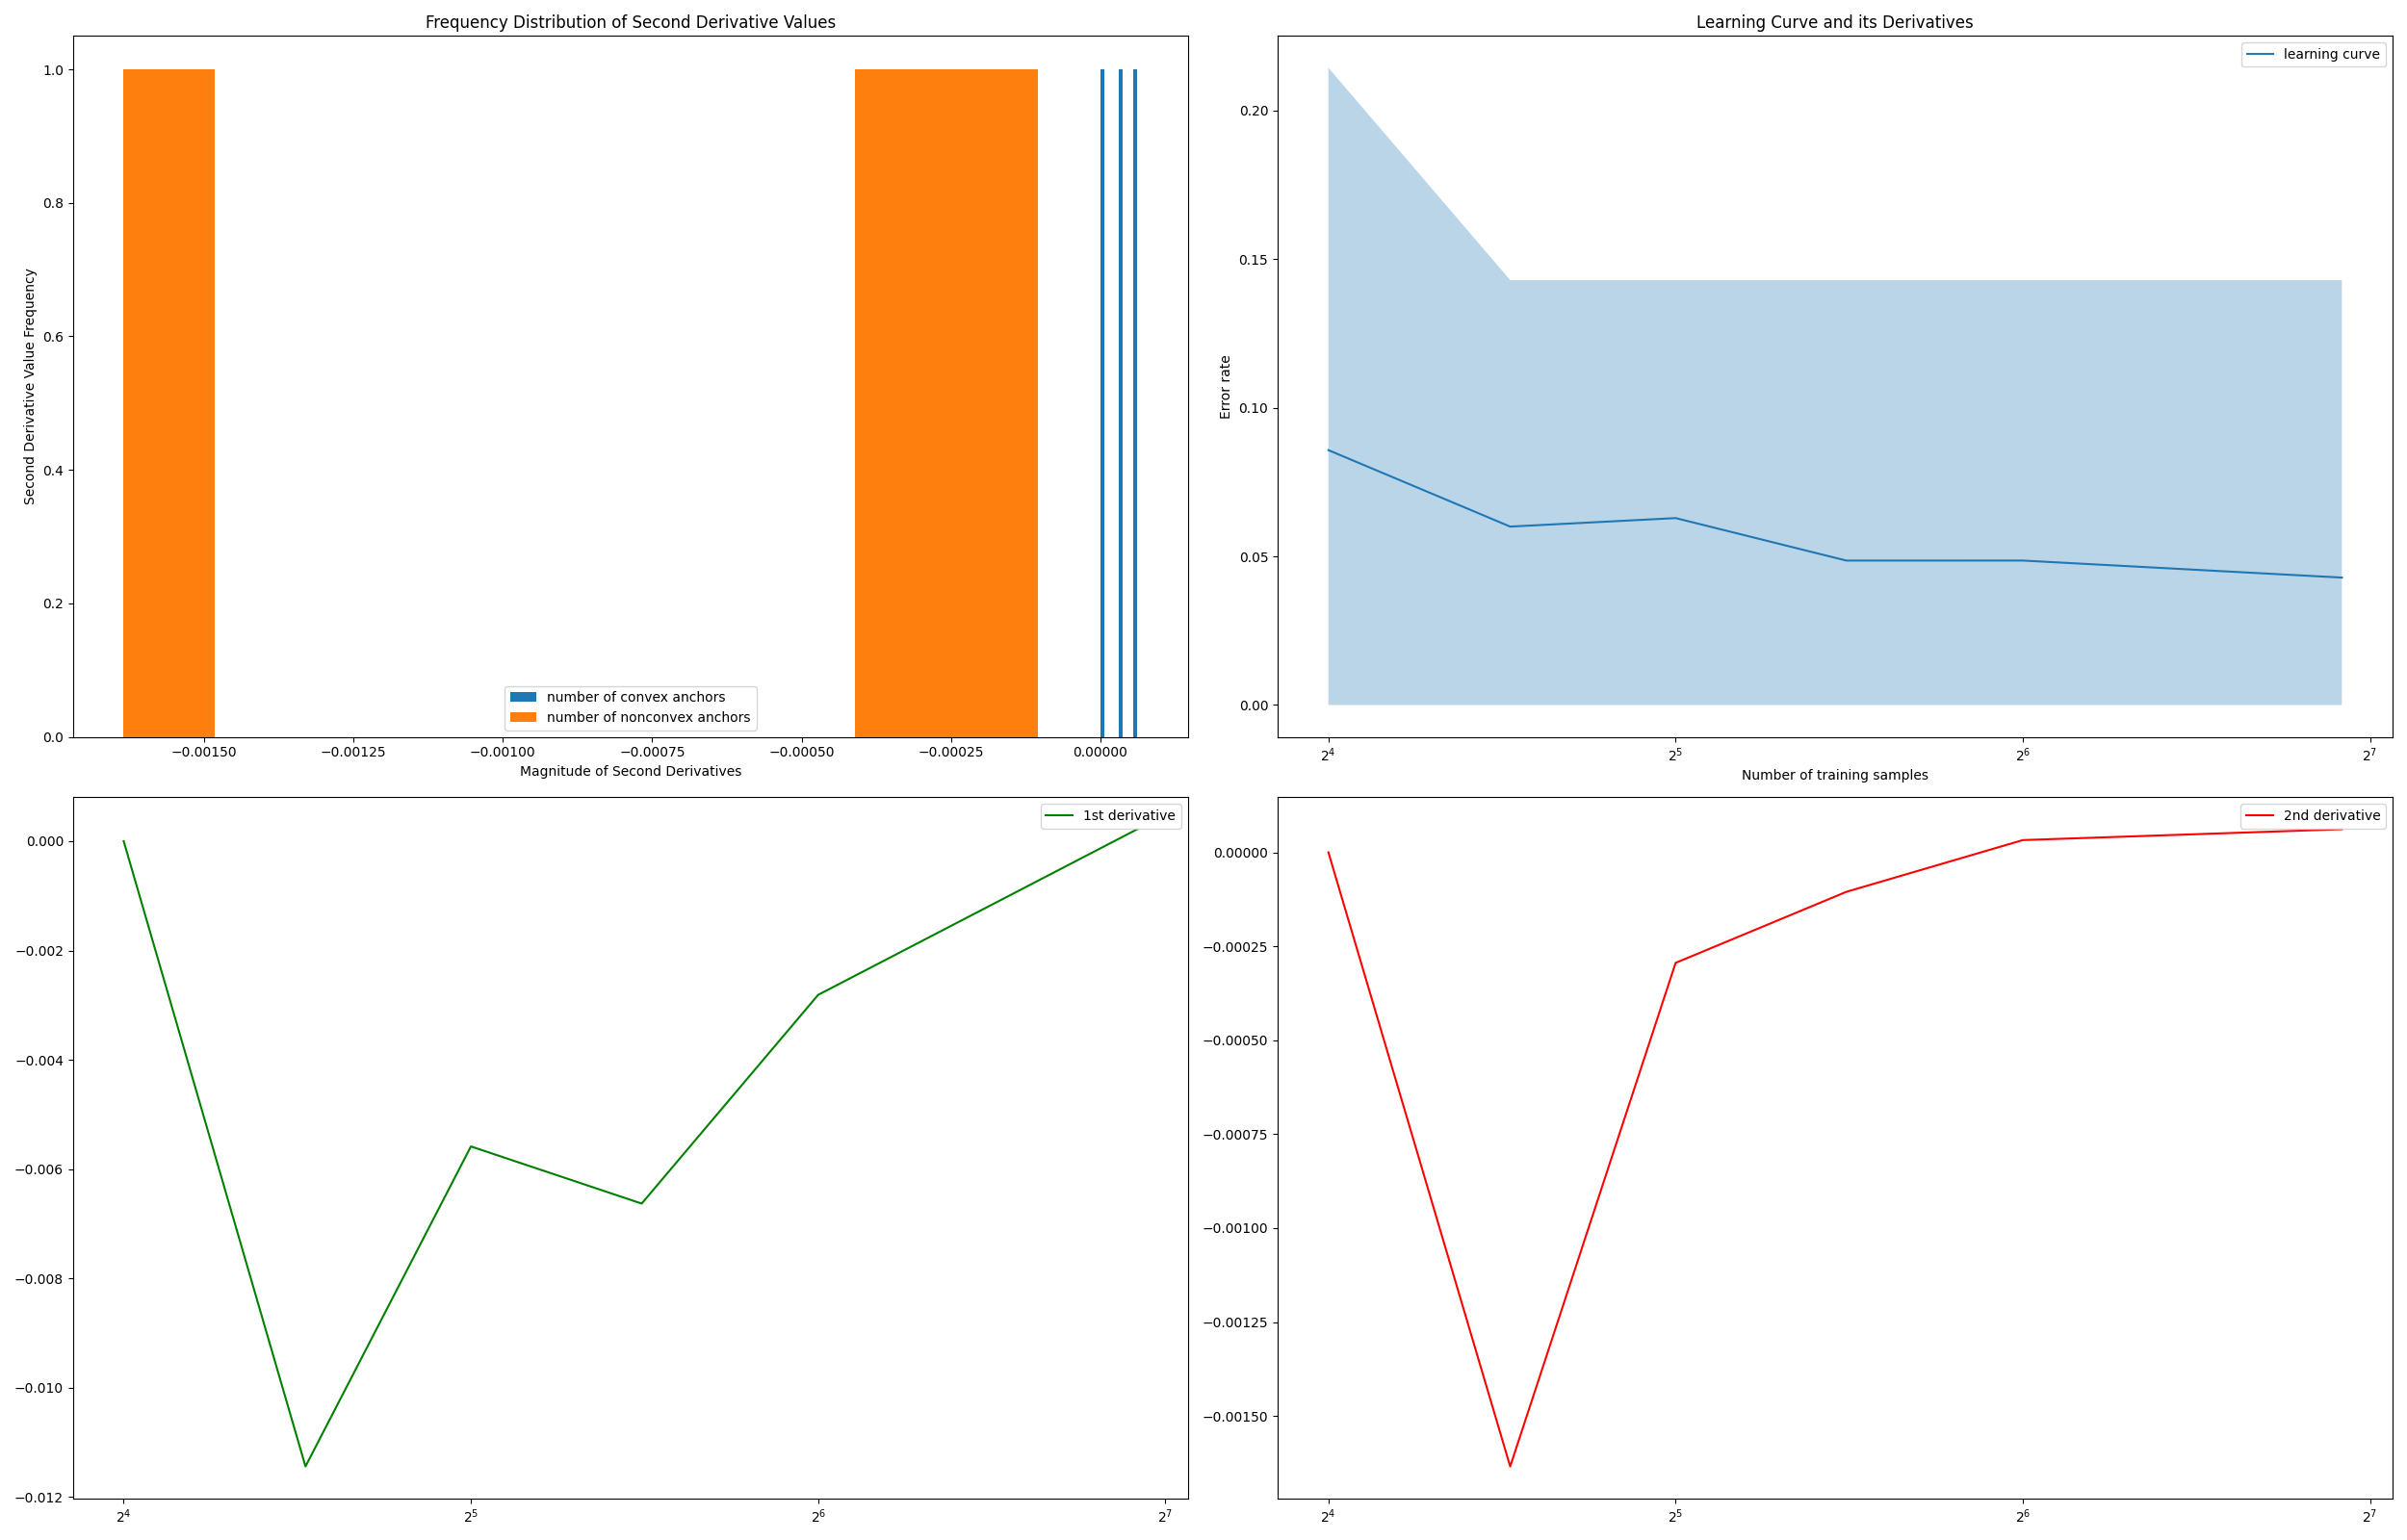 Frequency Distribution of Second Derivative Values
Second Derivative Value Frequency
1.0
0.8
0.6
0.4
0.2
0.0
number of convex anchors
number of nonconvex anchors
−0.00150 −0.00125 −0.00100 −0.00075 −0.00050 −0.00025 0.00000
Magnitude of Second Derivatives
Learning Curve and its Derivatives
learning curve
Error rate
0.20
0.15
0.10
0.05
0.00
2⁴ 2⁵ 2⁶ 2⁷
Number of training samples
1st derivative
0.000
−0.002
−0.004
−0.006
−0.008
−0.010
−0.012
2⁴ 2⁵ 2⁶ 2⁷
2nd derivative
0.00000
−0.00025
−0.00050
−0.00075
−0.00100
−0.00125
−0.00150
2⁴ 2⁵ 2⁶ 2⁷